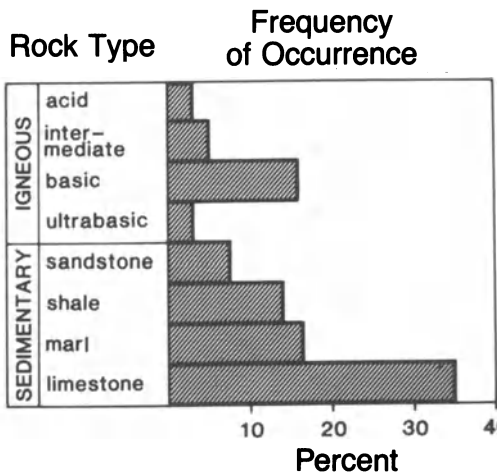 Rock Type
Frequency
of Occurrence
IGNEOUS
acid
inter-
mediate
basic
ultrabasic
SEDIMENTARY
sandstone
shale
marl
limestone
10 20 30 40
Percent